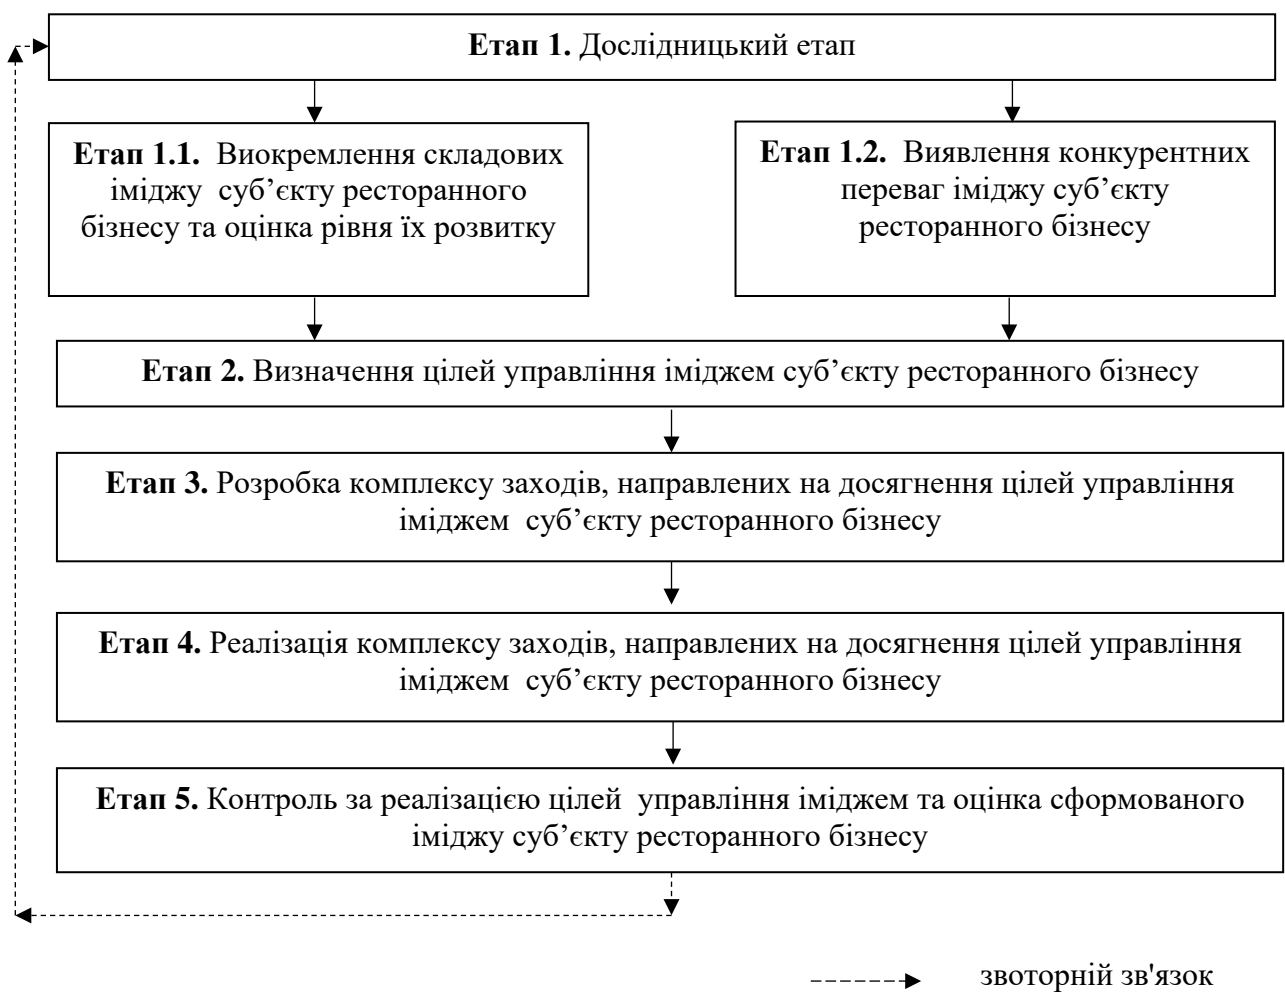 Етап 1. Дослідницький етап
Етап 1.1. Виокремлення складових
іміджу суб’єкту ресторанного
бізнесу та оцінка рівня їх розвитку
Етап 1.2. Виявлення конкурентних
переваг іміджу суб’єкту
ресторанного бізнесу
Етап 2. Визначення цілей управління іміджем суб’єкту ресторанного бізнесу
Етап 3. Розробка комплексу заходів, направлених на досягнення цілей управління
іміджем суб’єкту ресторанного бізнесу
Етап 4. Реалізація комплексу заходів, направлених на досягнення цілей управління
іміджем суб’єкту ресторанного бізнесу
Етап 5. Контроль за реалізацією цілей управління іміджем та оцінка сформованого
іміджу суб’єкту ресторанного бізнесу
звоторній зв'язок